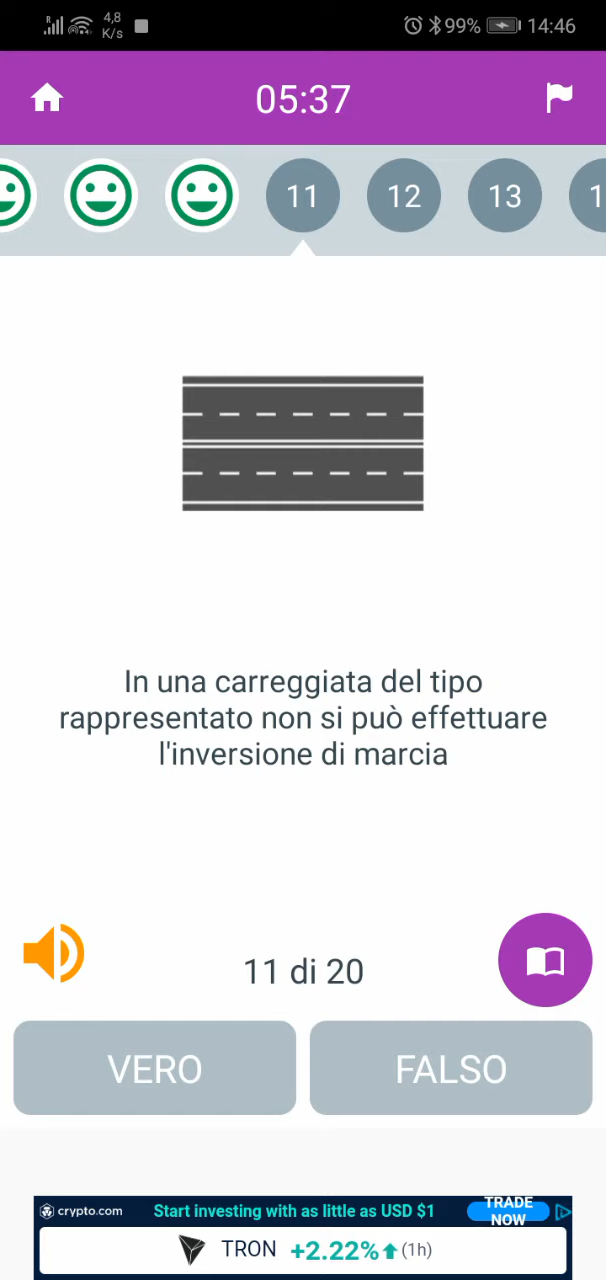 R 4,8 K/s 99% 14:46
05:37
11 12 13 1
In una carreggiata del tipo
rappresentato non si può effettuare
l'inversione di marcia
11 di 20
VERO FALSO
crypto.com Start investing with as little as USD $1 TRADE NOW
TRON +2.22% (1h)